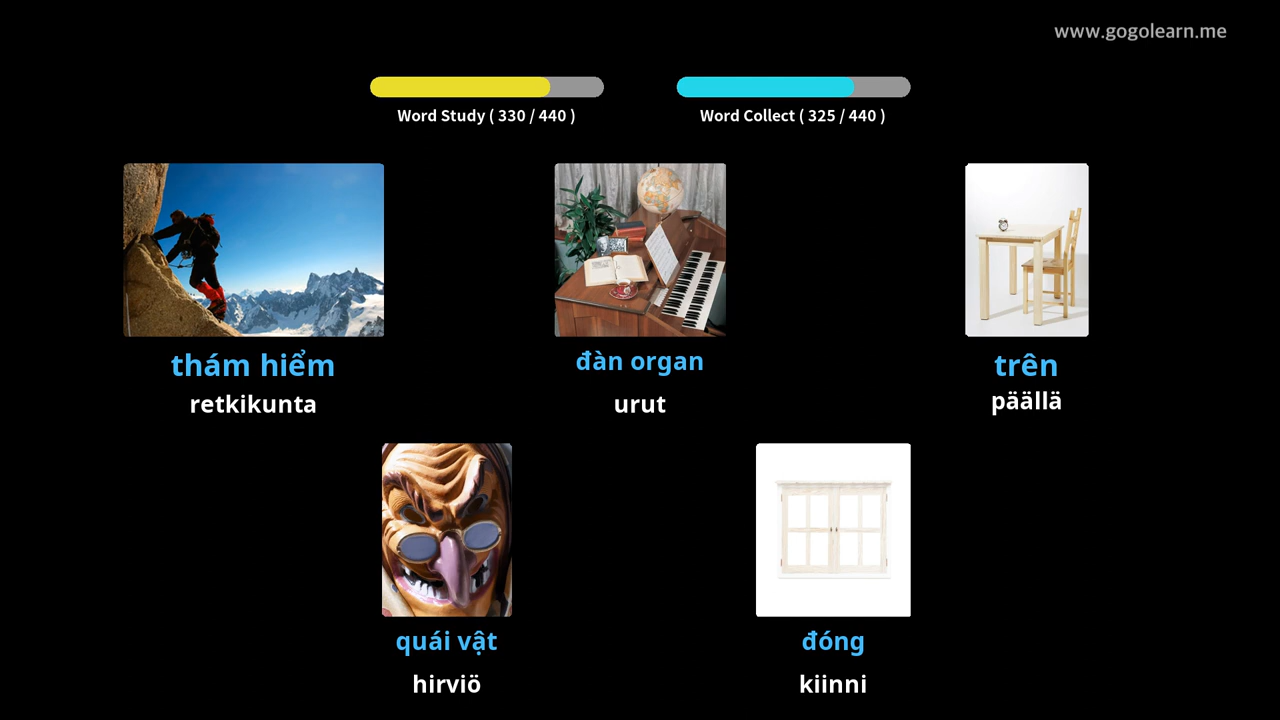 www.gogolearn.me
Word Study ( 330 / 440 )
Word Collect ( 325 / 440 )
thám hiểm
retkikunta
đàn organ
urut
trên
päällä
quái vật
hirviö
đóng
kiinni